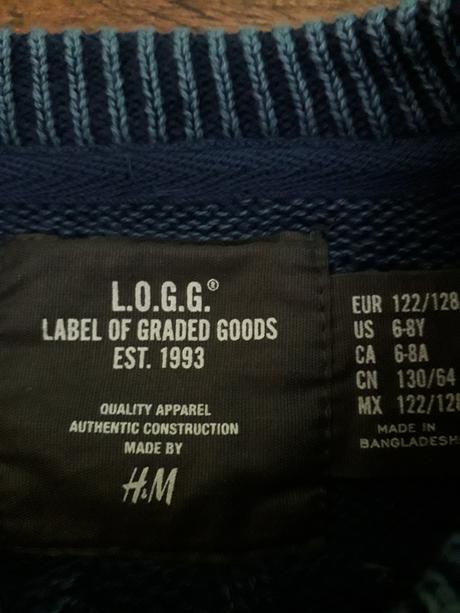 L.O.G.G.®
LABEL OF GRADED GOODS
EST. 1993
QUALITY APPAREL
AUTHENTIC CONSTRUCTION
MADE BY
H&M
EUR 122/128
US 6-8Y
CA 6-8A
CN 130/64
MX 122/128
MADE IN
BANGLADESH